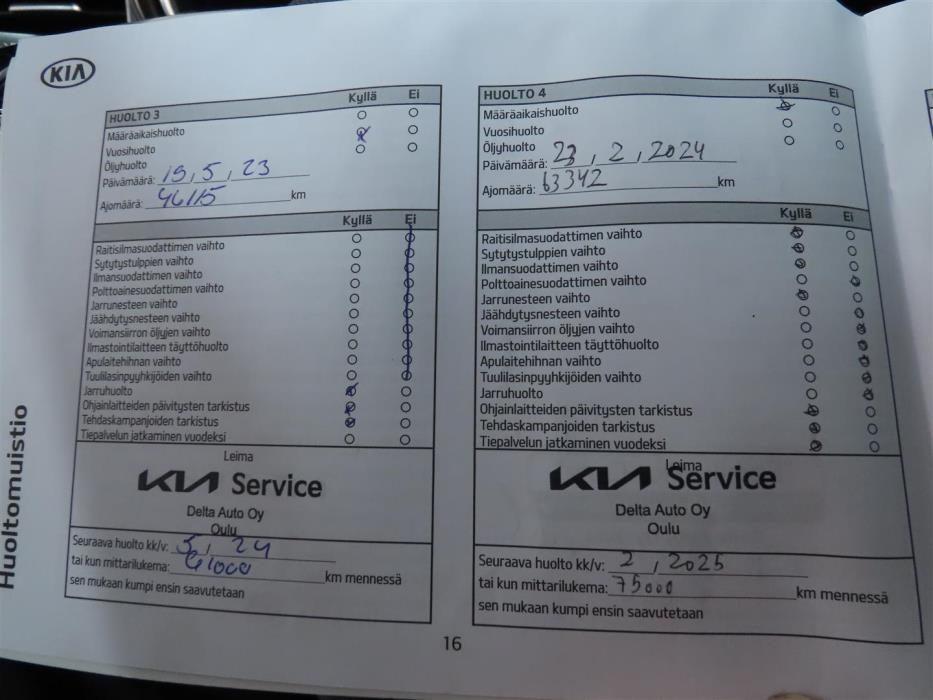 KIA
Huoltomuistio
Kyllä Ei
HUOLTO 3
Määräaikaishuolto
Vuosihuolto
Öljyhuolto
Päivämäärä: 15, 5, 23
Ajomäärä: 46115 km
Kyllä Ei
Raitisilmasuodattimen vaihto
Sytytystulppien vaihto
Ilmansuodattimen vaihto
Polttoainesuodattimen vaihto
Jarrunesteen vaihto
Jäähdytysnesteen vaihto
Voimansiirron öljyjen vaihto
Ilmastointilaitteen täyttöhuolto
Apulaitehihnan vaihto
Tuulilasinpyyhkijöiden vaihto
Jarruhuolto
Ohjainlaitteiden päivitysten tarkistus
Tehdaskampanjoiden tarkistus
Tiepalvelun jatkaminen vuodeksi
Leima
KIA Service
Delta Auto Oy
Oulu
Seuraava huolto kk/v: 5, 24
tai kun mittarilukema: km mennessä
sen mukaan kumpi ensin saavutetaan
Kyllä Ei
HUOLTO 4
Määräaikaishuolto
Vuosihuolto
Öljyhuolto
Päivämäärä: 23, 2, 2024
Ajomäärä: 63342 km
Kyllä Ei
Raitisilmasuodattimen vaihto
Sytytystulppien vaihto
Ilmansuodattimen vaihto
Polttoainesuodattimen vaihto
Jarrunesteen vaihto
Jäähdytysnesteen vaihto
Voimansiirron öljyjen vaihto
Ilmastointilaitteen täyttöhuolto
Apulaitehihnan vaihto
Tuulilasinpyyhkijöiden vaihto
Jarruhuolto
Ohjainlaitteiden päivitysten tarkistus
Tehdaskampanjoiden tarkistus
Tiepalvelun jatkaminen vuodeksi
Leima
KIA Service
Delta Auto Oy
Oulu
Seuraava huolto kk/v: 2, 2025
tai kun mittarilukema: 75000 km mennessä
sen mukaan kumpi ensin saavutetaan
16